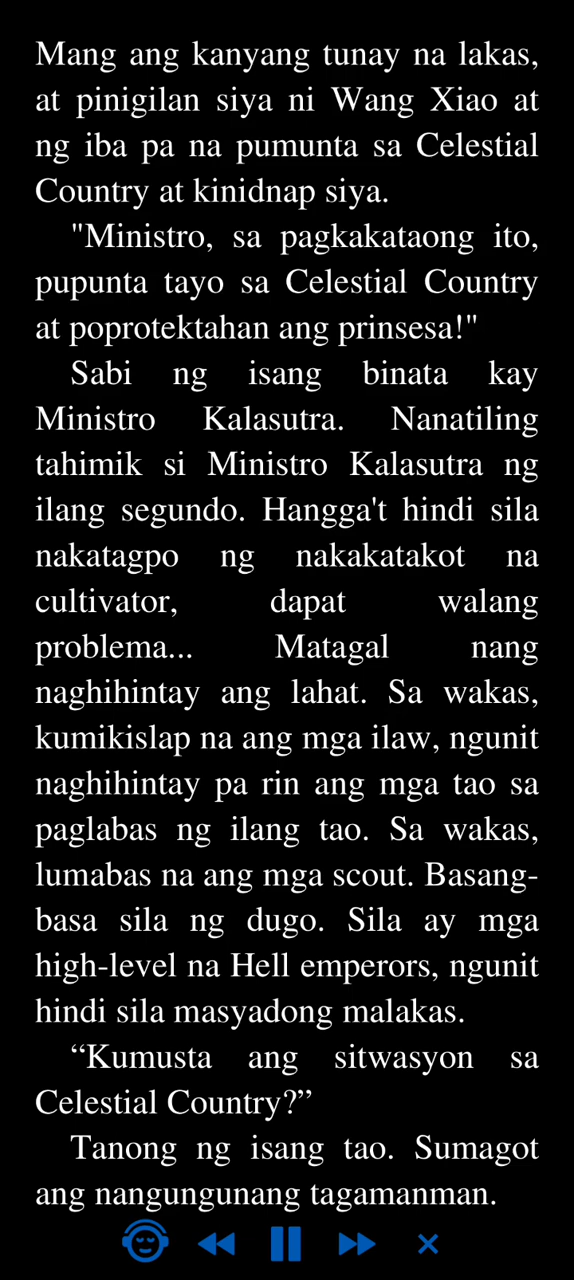 Mang ang kanyang tunay na lakas,
at pinigilan siya ni Wang Xiao at
ng iba pa na pumunta sa Celestial
Country at kinidnap siya.
"Ministro, sa pagkakataong ito,
pupunta tayo sa Celestial Country
at poprotektahan ang prinsesa!"
Sabi ng isang binata kay
Ministro Kalasutra. Nanatiling
tahimik si Ministro Kalasutra ng
ilang segundo. Hangga't hindi sila
nakatagpo ng nakakatakot na
cultivator, dapat walang
problema... Matagal nang
naghihintay ang lahat. Sa wakas,
kumikislap na ang mga ilaw, ngunit
naghihintay pa rin ang mga tao sa
paglabas ng ilang tao. Sa wakas,
lumabas na ang mga scout. Basang-
basa sila ng dugo. Sila ay mga
high-level na Hell emperors, ngunit
hindi sila masyadong malakas.
“Kumusta ang sitwasyon sa
Celestial Country?”
Tanong ng isang tao. Sumagot
ang nangungunang tagamanman.